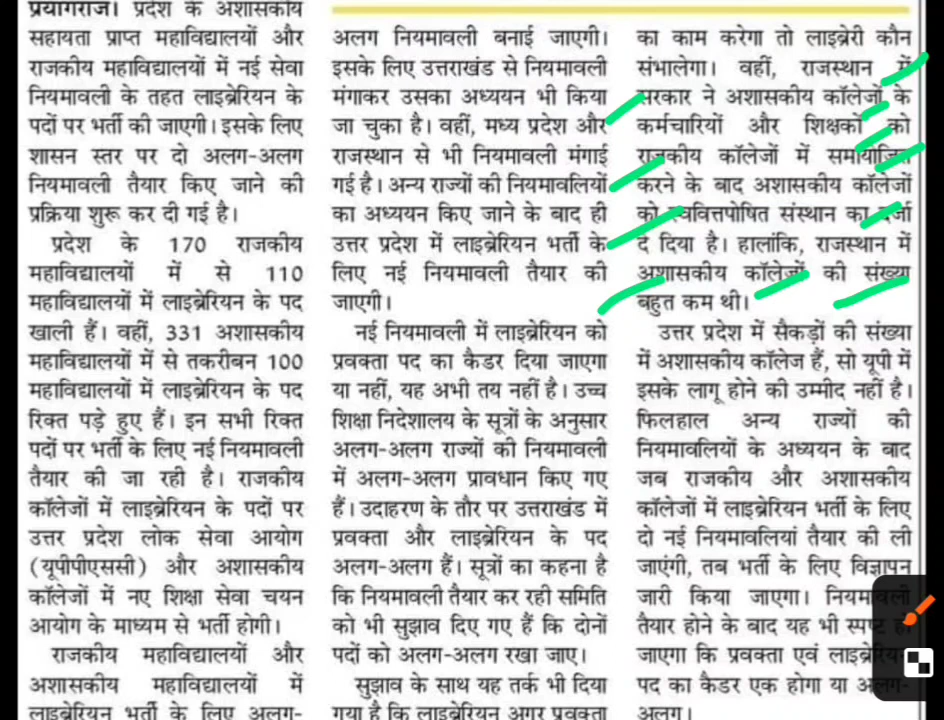 प्रयागराज। प्रदेश के अशासकीय
सहायता प्राप्त महाविद्यालयों और
राजकीय महाविद्यालयों में नई सेवा
नियमावली के तहत लाइब्रेरियन के
पदों पर भर्ती की जाएगी। इसके लिए
शासन स्तर पर दो अलग-अलग
नियमावली तैयार किए जाने की
प्रक्रिया शुरू कर दी गई है।
प्रदेश के 170 राजकीय
महाविद्यालयों में से 110
महाविद्यालयों में लाइब्रेरियन के पद
खाली हैं। वहीं, 331 अशासकीय
महाविद्यालयों में से तकरीबन 100
महाविद्यालयों में लाइब्रेरियन के पद
रिक्त पड़े हुए हैं। इन सभी रिक्त
पदों पर भर्ती के लिए नई नियमावली
तैयार की जा रही है। राजकीय
कॉलेजों में लाइब्रेरियन के पदों पर
उत्तर प्रदेश लोक सेवा आयोग
(यूपीपीएससी) और अशासकीय
कॉलेजों में नए शिक्षा सेवा चयन
आयोग के माध्यम से भर्ती होगी।
राजकीय महाविद्यालयों और
अशासकीय महाविद्यालयों में
लाइब्रेरियन भर्ती के लिए अलग-
अलग नियमावली बनाई जाएगी।
इसके लिए उत्तराखंड से नियमावली
मंगाकर उसका अध्ययन भी किया
जा चुका है। वहीं, मध्य प्रदेश और
राजस्थान से भी नियमावली मंगाई
गई है। अन्य राज्यों की नियमावलियों
का अध्ययन किए जाने के बाद ही
उत्तर प्रदेश में लाइब्रेरियन भर्ती के
लिए नई नियमावली तैयार की
जाएगी।
नई नियमावली में लाइब्रेरियन को
प्रवक्ता पद का कैडर दिया जाएगा
या नहीं, यह अभी तय नहीं है। उच्च
शिक्षा निदेशालय के सूत्रों के अनुसार
अलग-अलग राज्यों की नियमावली
में अलग-अलग प्रावधान किए गए
हैं। उदाहरण के तौर पर उत्तराखंड में
प्रवक्ता और लाइब्रेरियन के पद
अलग-अलग हैं। सूत्रों का कहना है
कि नियमावली तैयार कर रही समिति
को भी सुझाव दिए गए हैं कि दोनों
पदों को अलग-अलग रखा जाए।
सुझाव के साथ यह तर्क भी दिया
गया है कि लाइब्रेरियन अगर प्रवक्ता
का काम करेगा तो लाइब्रेरी कौन
संभालेगा। वहीं, राजस्थान में
सरकार ने अशासकीय कॉलेजों के
कर्मचारियों और शिक्षकों को
राजकीय कॉलेजों में समायोजित
करने के बाद अशासकीय कॉलेजों
को स्ववित्तपोषित संस्थान का दर्जा
दे दिया है। हालांकि, राजस्थान में
अशासकीय कॉलेजों की संख्या
बहुत कम थी।
उत्तर प्रदेश में सैकड़ों की संख्या
में अशासकीय कॉलेज हैं, सो यूपी में
इसके लागू होने की उम्मीद नहीं है।
फिलहाल अन्य राज्यों की
नियमावलियों के अध्ययन के बाद
जब राजकीय और अशासकीय
कॉलेजों में लाइब्रेरियन भर्ती के लिए
दो नई नियमावलियां तैयार की ली
जाएंगी, तब भर्ती के लिए विज्ञापन
जारी किया जाएगा। नियमावली
तैयार होने के बाद यह भी स्पष्ट हो
जाएगा कि प्रवक्ता एवं लाइब्रेरियन
पद का कैडर एक होगा या अलग-
अलग।